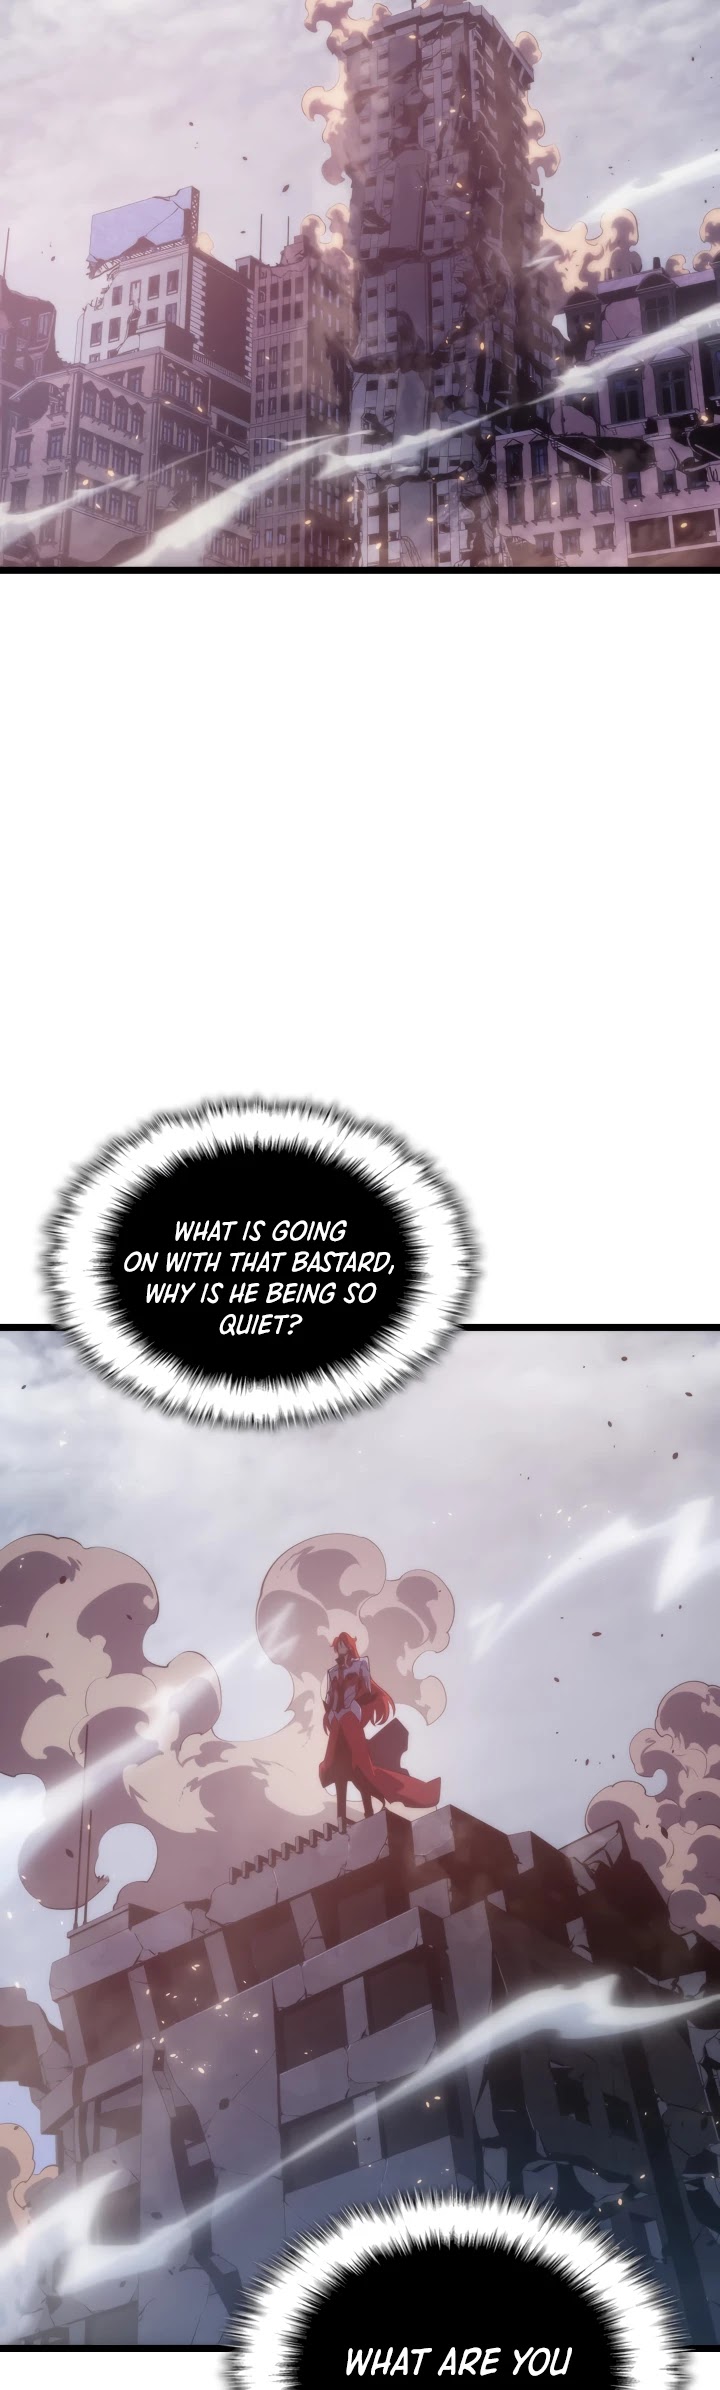 WHAT IS GOING
ON WITH THAT BASTARD,
WHY IS HE BEING SO
QUIET?
WHAT ARE YOU